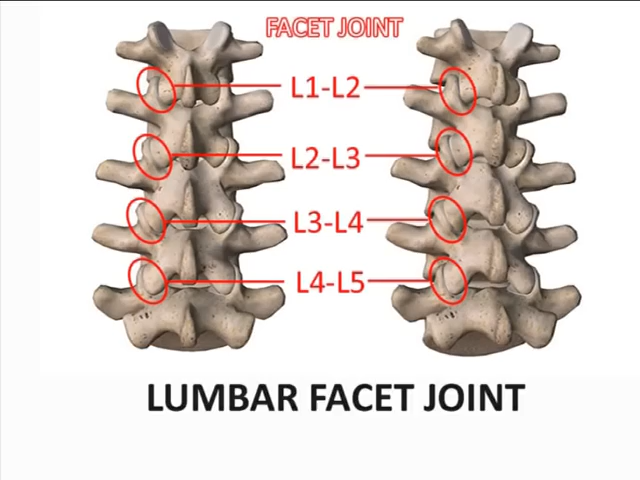 FACET JOINT
L1-L2
L2-L3
L3-L4
L4-L5
LUMBAR FACET JOINT